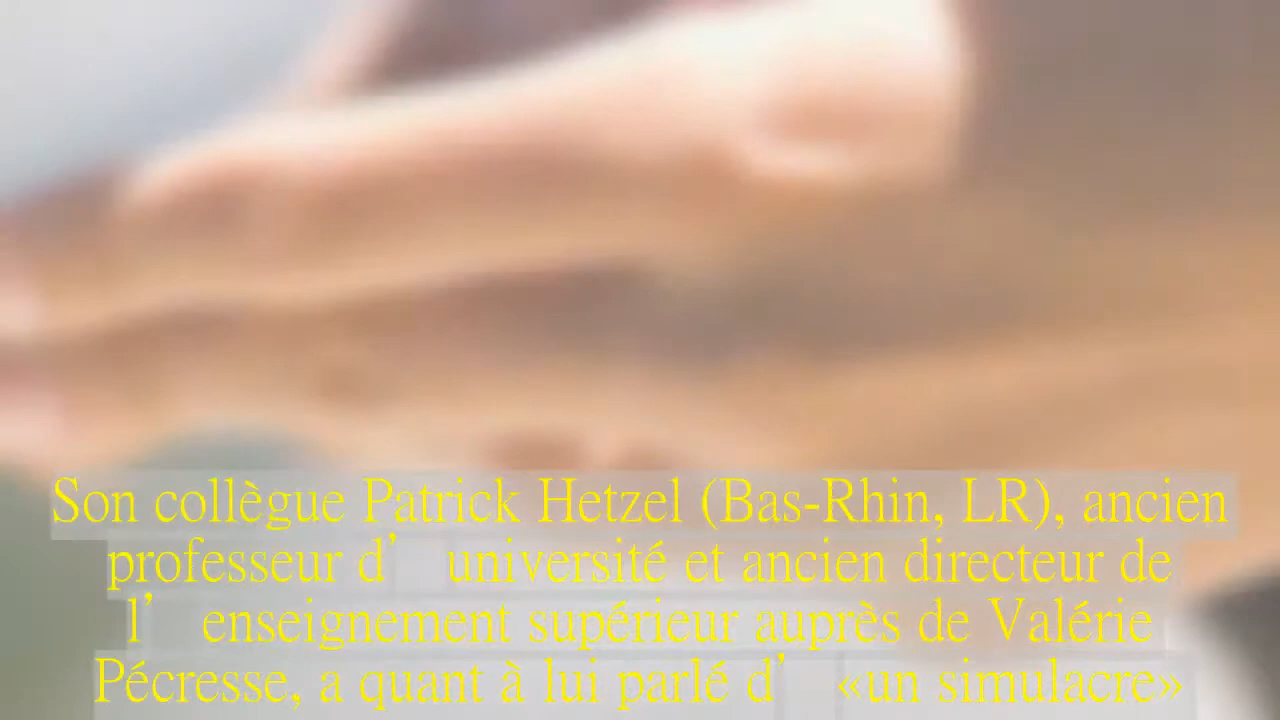 Son collègue Patrick Hetzel (Bas-Rhin, LR), ancien
professeur d’université et ancien directeur de
l’enseignement supérieur auprès de Valérie
Pécresse, a quant à lui parlé d’«un simulacre»